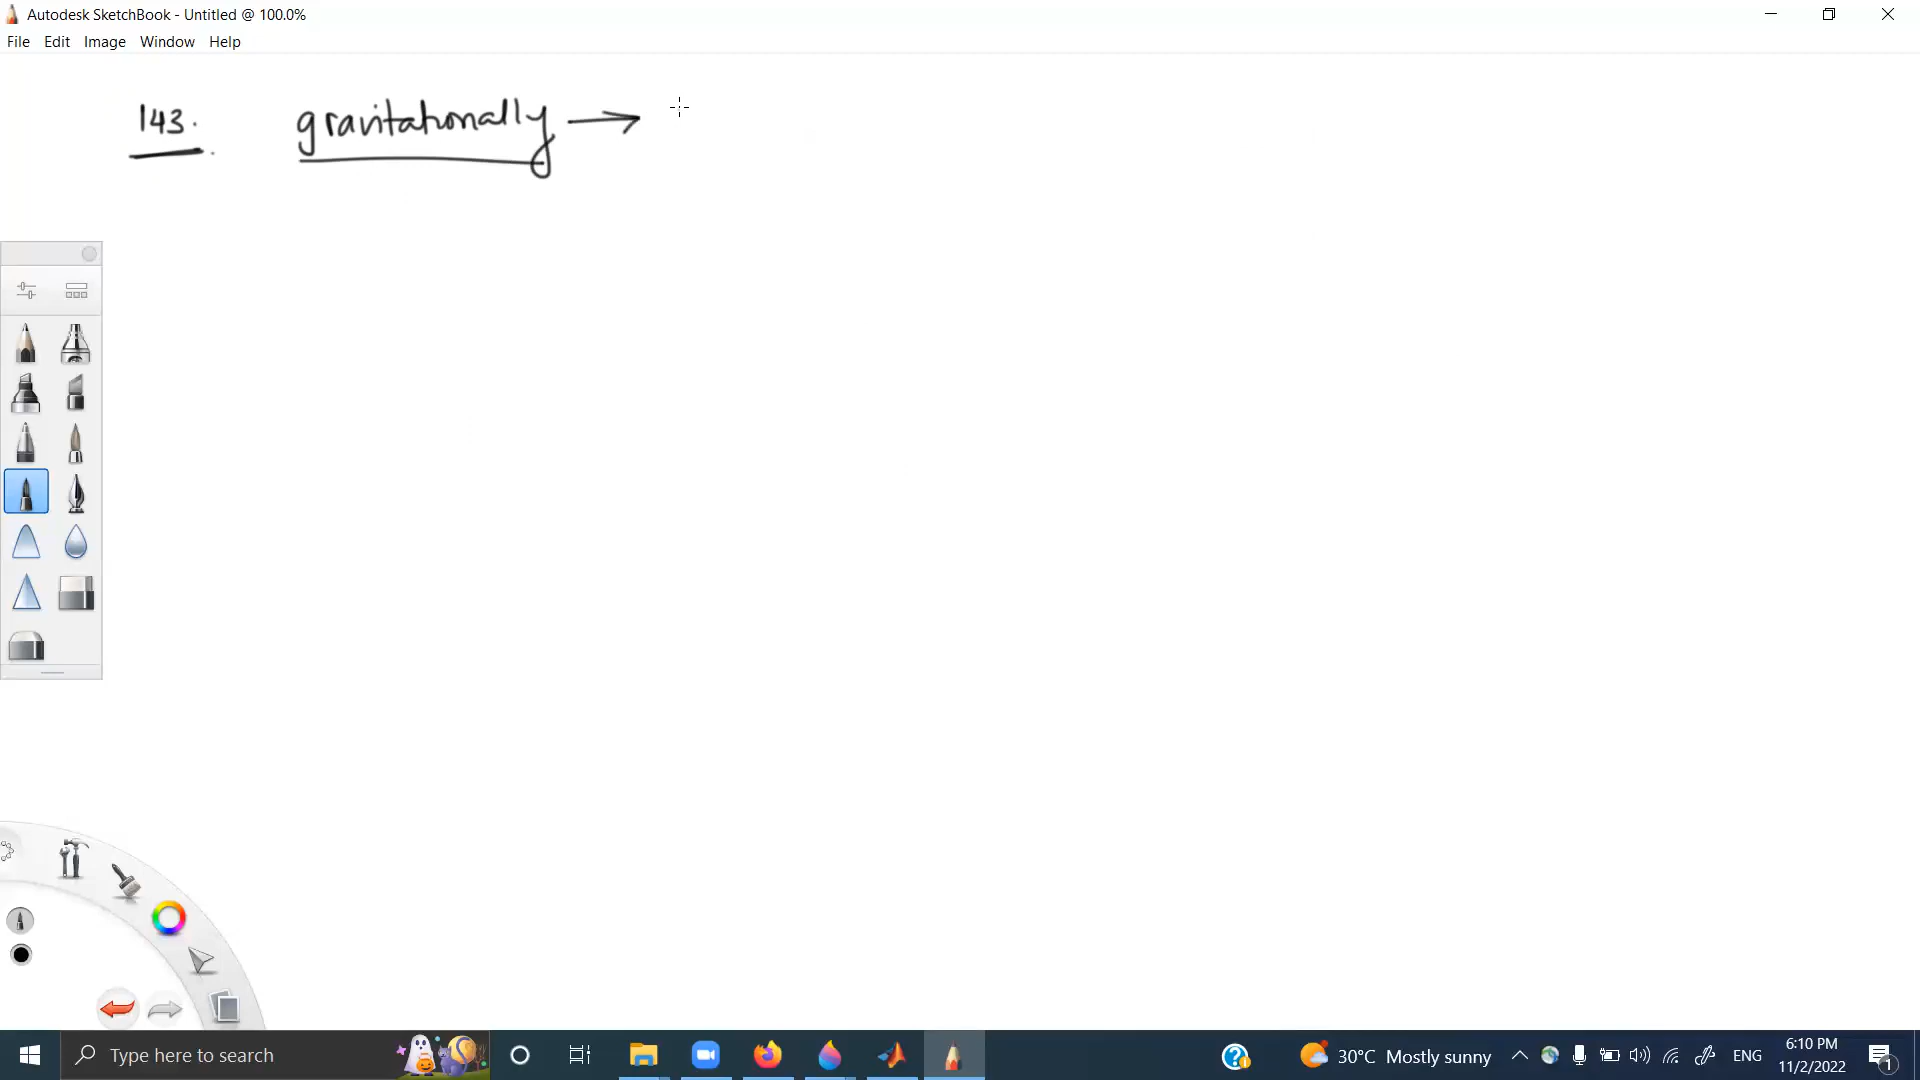 Autodesk SketchBook - Untitled @ 100.0%
File Edit Image Window Help
143. gravitationally →
Type here to search
30°C Mostly sunny
ENG
6:10 PM
11/2/2022
1